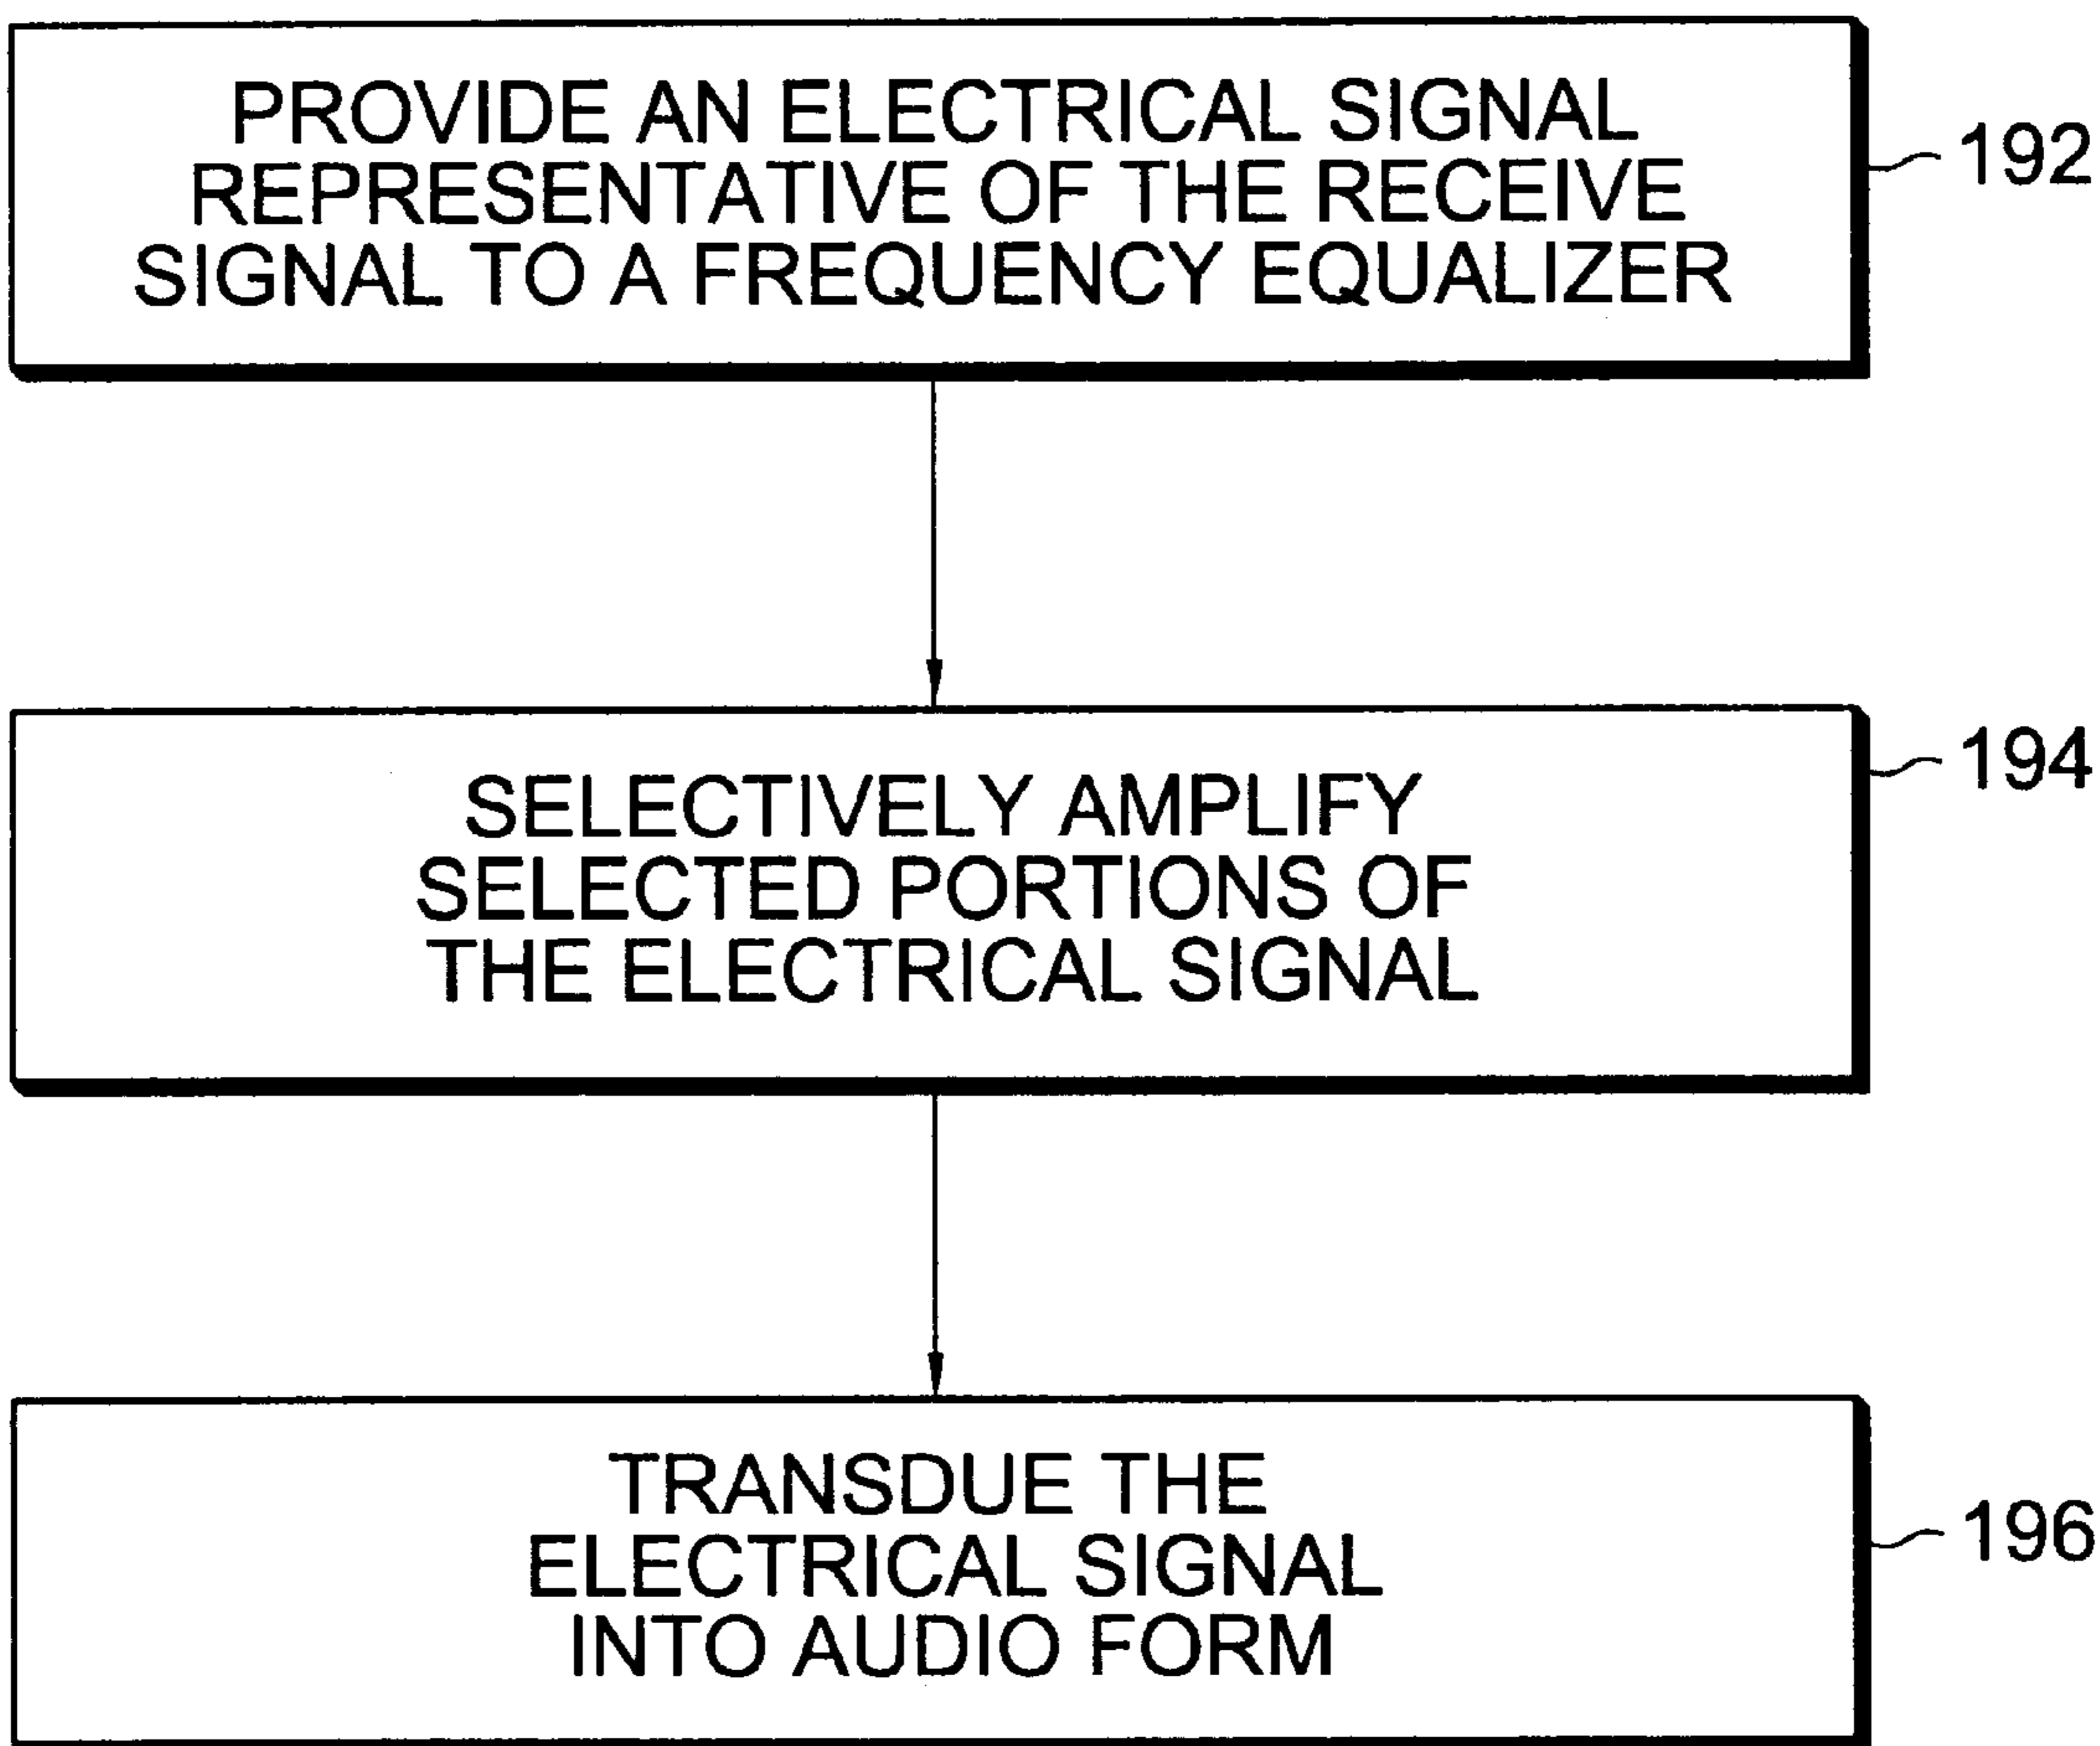 PROVIDE AN ELECTRICAL SIGNAL
REPRESENTATIVE OF THE RECEIVE
SIGNAL TO A FREQUENCY EQUALIZER
192
SELECTIVELY AMPLIFY
SELECTED PORTIONS OF
THE ELECTRICAL SIGNAL
194
TRANSDUE THE
ELECTRICAL SIGNAL
INTO AUDIO FORM
196